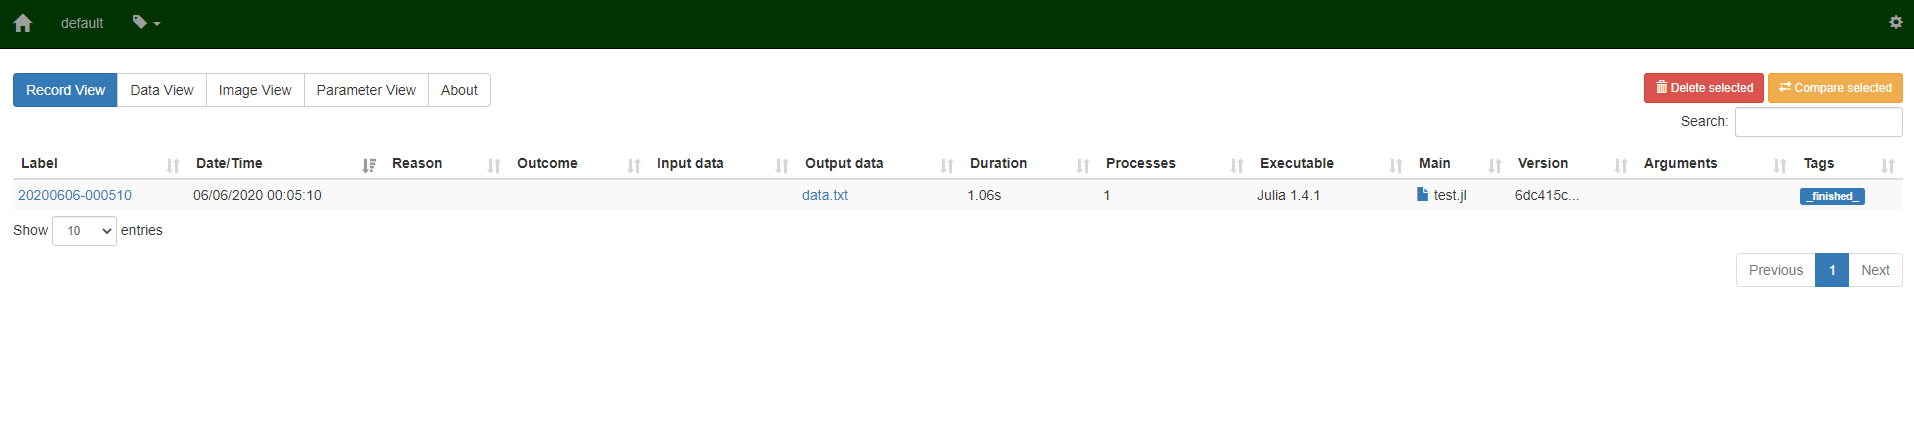 default
Record View Data View Image View Parameter View About Delete selected Compare selected
Search:
Label Date/Time Reason Outcome Input data Output data Duration Processes Executable Main Version Arguments Tags
20200606-000510 06/06/2020 00:05:10 data.txt 1.06s 1 Julia 1.4.1 test.jl 6dc415c... _finished_
Show 10 entries
Previous 1 Next